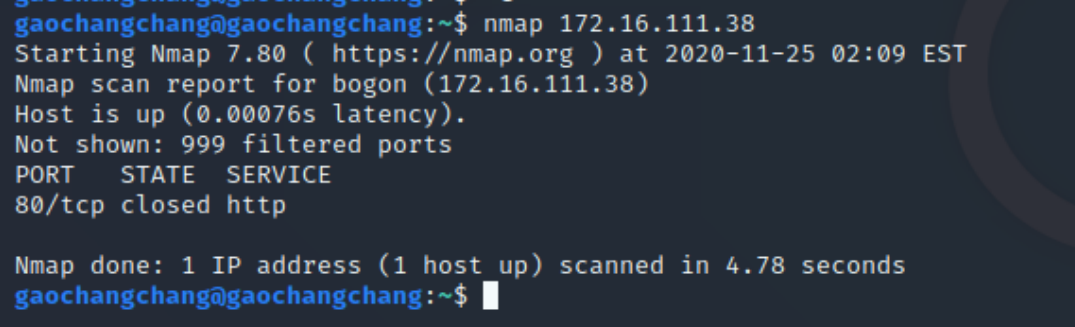 gaochangchang@gaochangchang:~$ nmap 172.16.111.38
Starting Nmap 7.80 ( https://nmap.org ) at 2020-11-25 02:09 EST
Nmap scan report for bogon (172.16.111.38)
Host is up (0.00076s latency).
Not shown: 999 filtered ports
PORT   STATE  SERVICE
80/tcp closed http
Nmap done: 1 IP address (1 host up) scanned in 4.78 seconds
gaochangchang@gaochangchang:~$